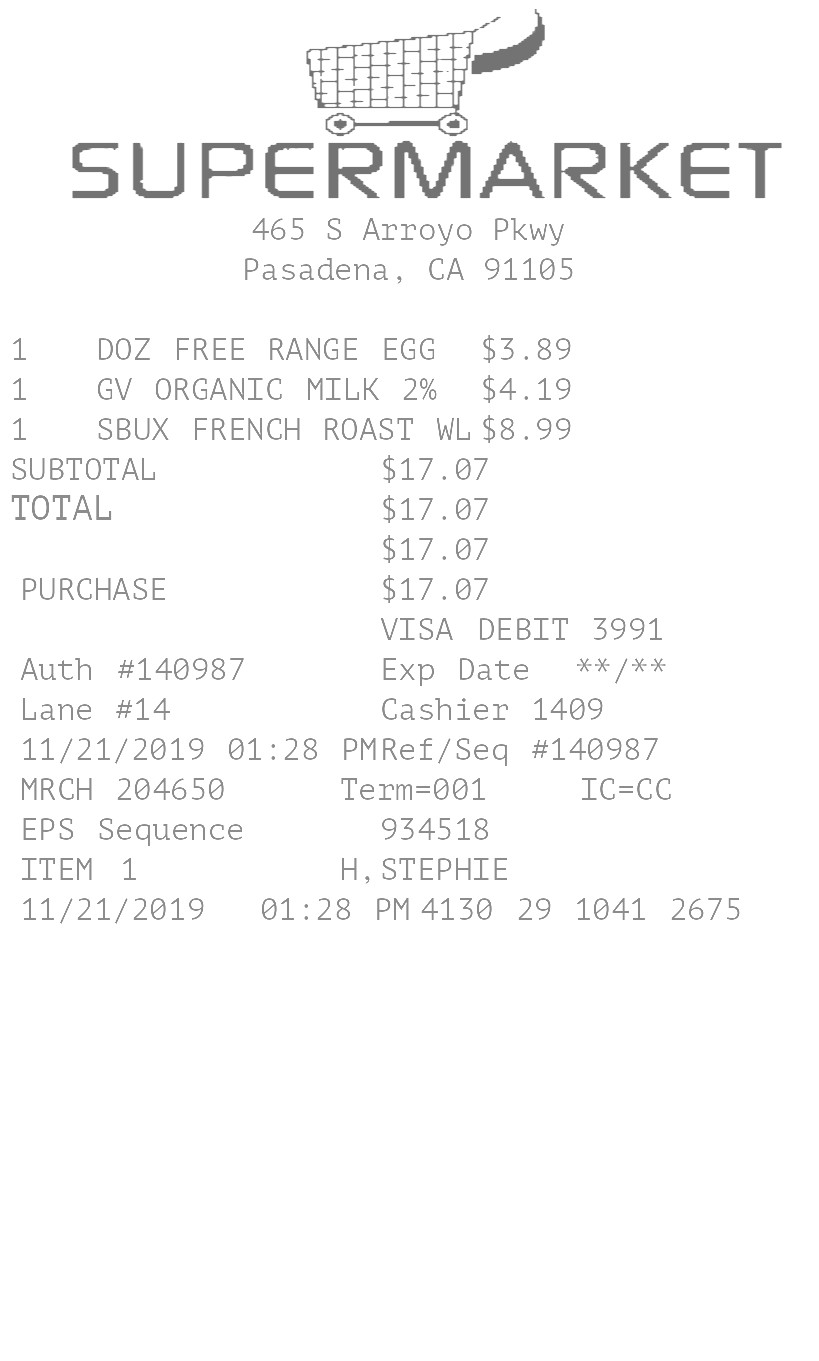 SUPERMARKET
465 S Arroyo Pkwy
Pasadena, CA 91105
1 DOZ FREE RANGE EGG $3.89
1 GV ORGANIC MILK 2% $4.19
1 SBUX FRENCH ROAST WL $8.99
SUBTOTAL $17.07
TOTAL $17.07
$17.07
PURCHASE $17.07
VISA DEBIT 3991
Auth #140987 Exp Date **/**
Lane #14 Cashier 1409
11/21/2019 01:28 PM Ref/Seq #140987
MRCH 204650 Term=001 IC=CC
EPS Sequence 934518
ITEM 1 H, STEPHIE
11/21/2019 01:28 PM 4130 29 1041 2675